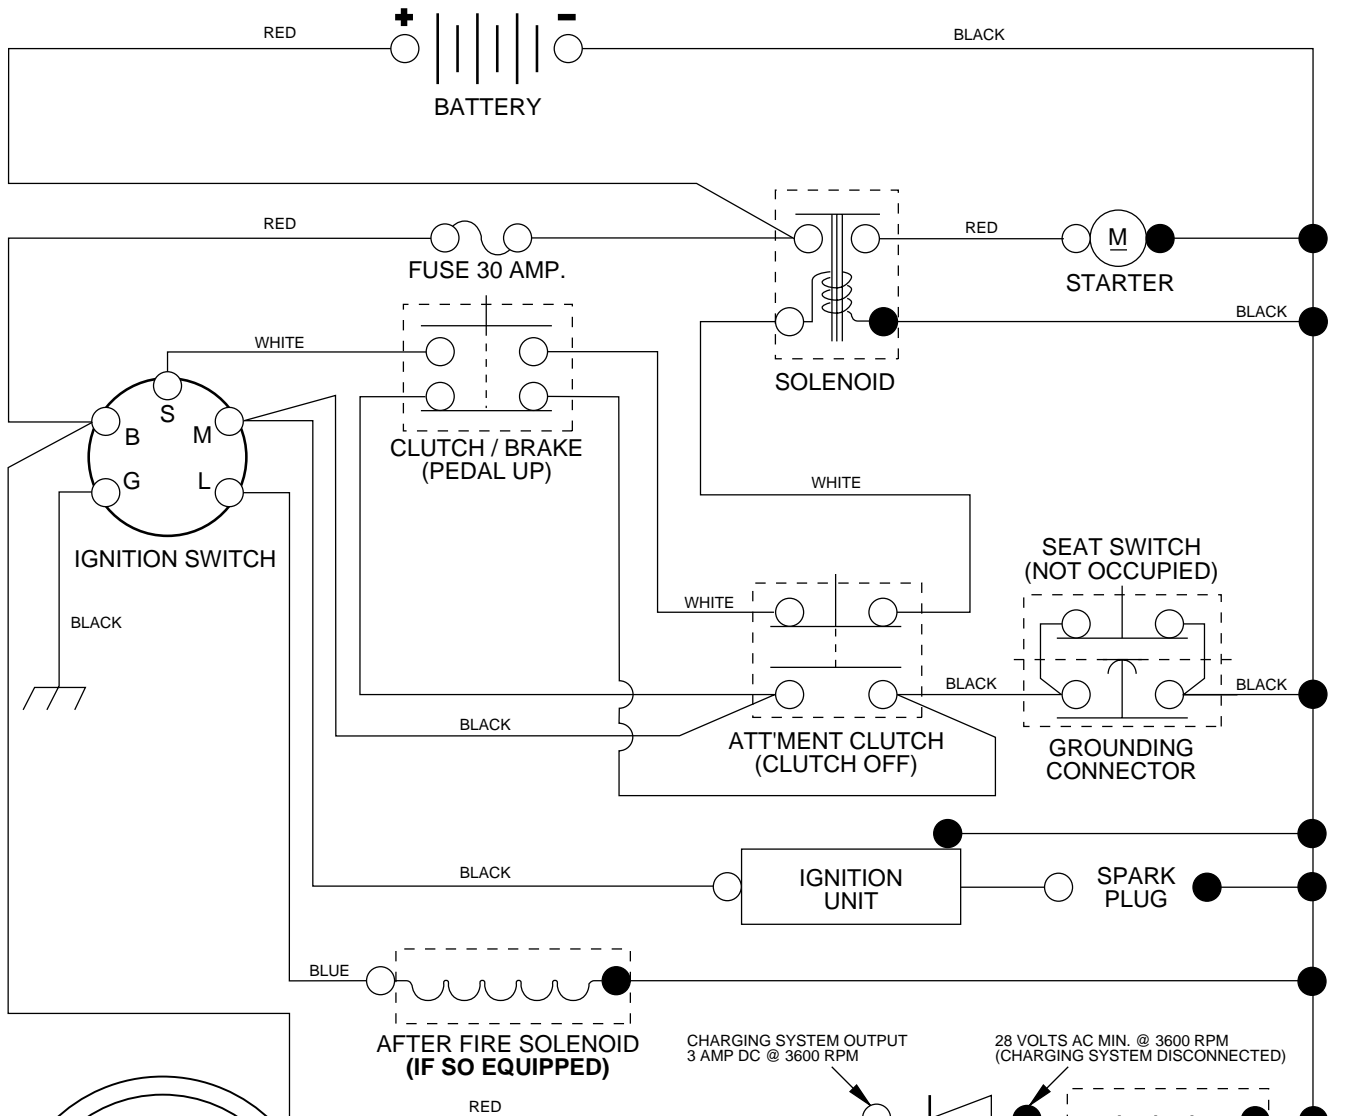 + -
RED
BLACK
BATTERY
RED
RED
M
FUSE 30 AMP.
STARTER
BLACK
WHITE
SOLENOID
S
B
M
G
L
CLUTCH / BRAKE
(PEDAL UP)
WHITE
IGNITION SWITCH
SEAT SWITCH
(NOT OCCUPIED)
WHITE
BLACK
BLACK
BLACK
BLACK
ATT'MENT CLUTCH
(CLUTCH OFF)
GROUNDING
CONNECTOR
BLACK
IGNITION
UNIT
SPARK
PLUG
BLUE
AFTER FIRE SOLENOID
(IF SO EQUIPPED)
CHARGING SYSTEM OUTPUT
3 AMP DC @ 3600 RPM
28 VOLTS AC MIN. @ 3600 RPM
(CHARGING SYSTEM DISCONNECTED)
RED